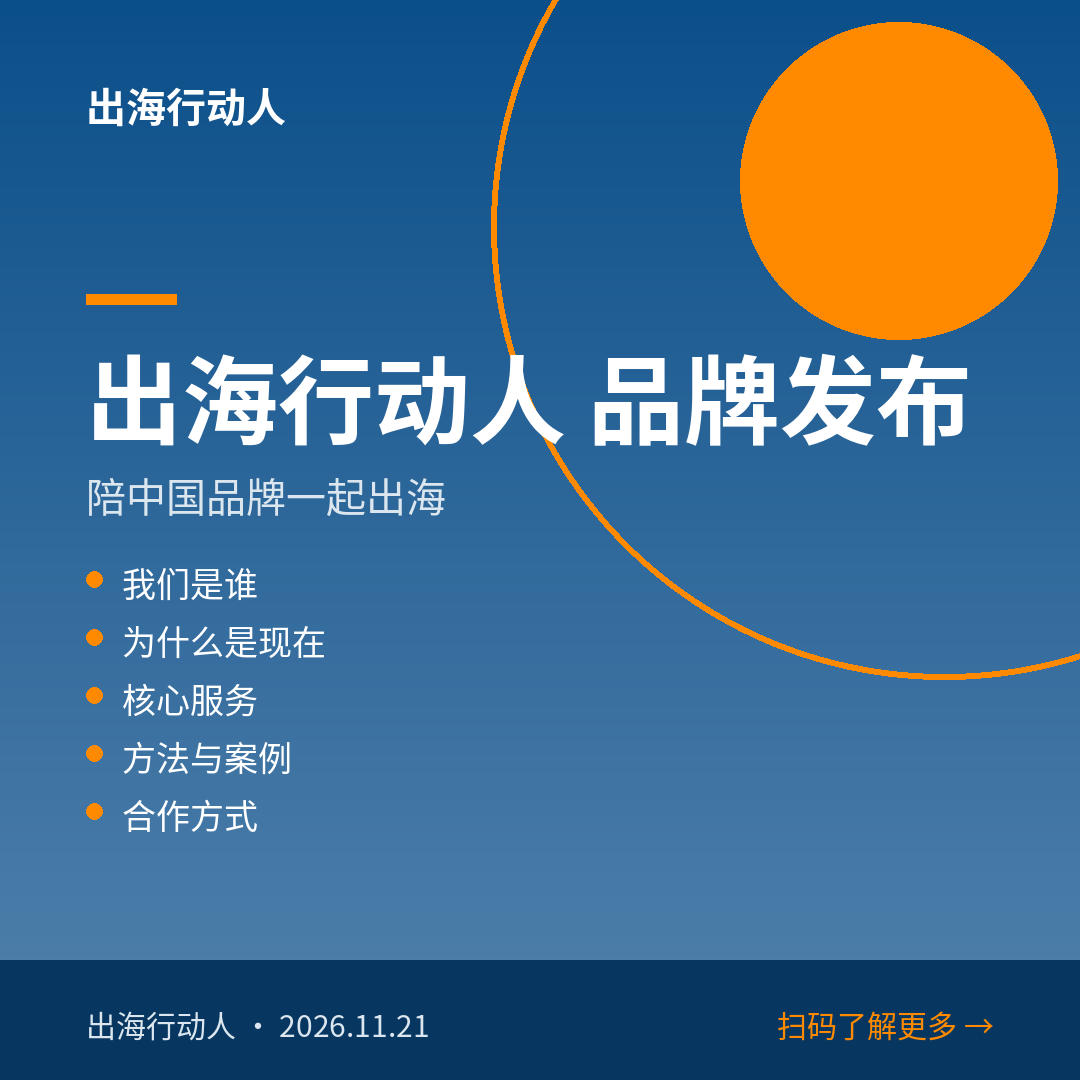 出海行动人
出海行动人 品牌发布
陪中国品牌一起出海
我们是谁
为什么是现在
核心服务
方法与案例
合作方式
出海行动人 · 2026.11.21
扫码了解更多 →